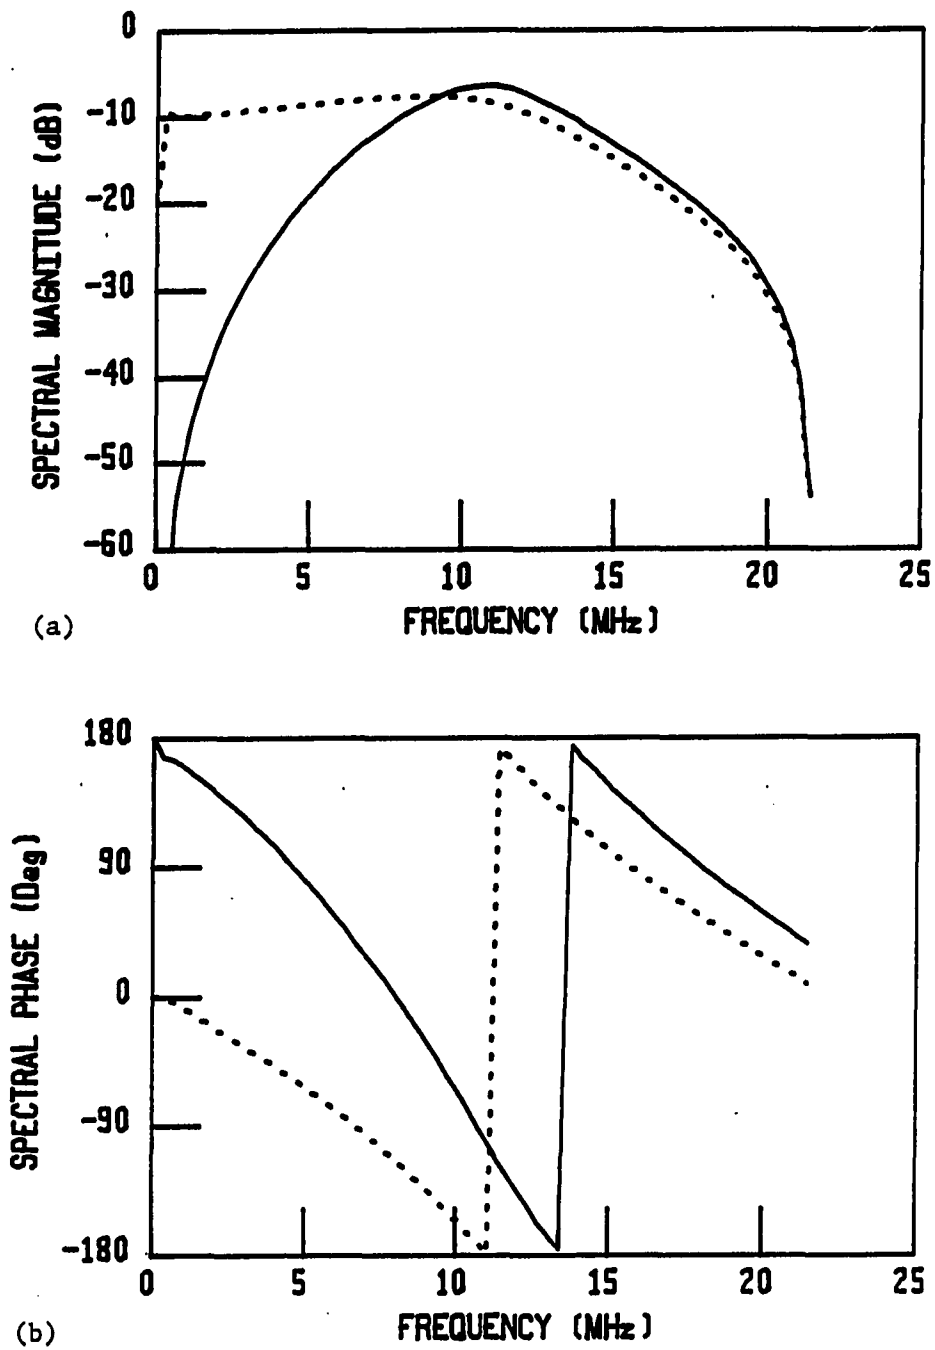 (a)
0
-10
-20
-30
-40
-50
-60
SPECTRAL MAGNITUDE (dB)
0 5 10 15 20 25
FREQUENCY (MHz)
180
90
0
-90
-180
SPECTRAL PHASE (Deg)
0 5 10 15 20 25
FREQUENCY (MHz)
(b)